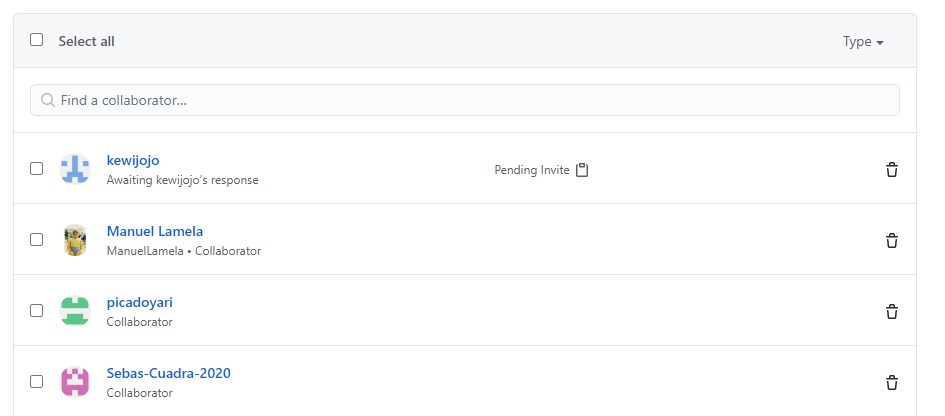 Select all
Type
Find a collaborator...
kewijojo
Awaiting kewijojo's response
Pending Invite
Manuel Lamela
ManuelLamela • Collaborator
picadoyari
Collaborator
Sebas-Cuadra-2020
Collaborator